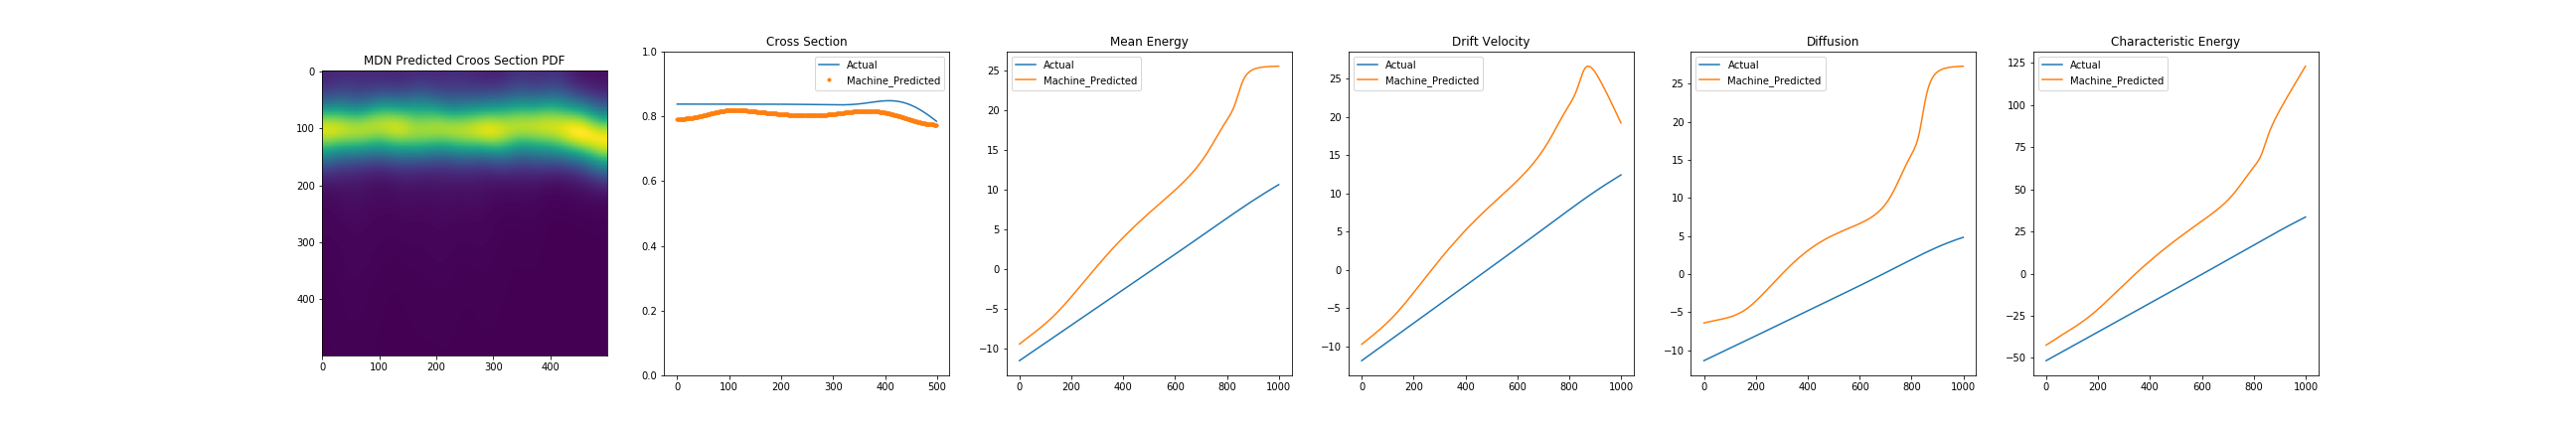 MDN Predicted Croos Section PDF
0
100
200
300
400
0 100 200 300 400
Cross Section
Actual
Machine_Predicted
1.0
0.8
0.6
0.4
0.2
0.0
0 100 200 300 400 500
Mean Energy
Actual
Machine_Predicted
25
20
15
10
5
0
−5
−10
0 200 400 600 800 1000
Drift Velocity
Actual
Machine_Predicted
25
20
15
10
5
0
−5
−10
0 200 400 600 800 1000
Diffusion
Actual
Machine_Predicted
25
20
15
10
5
0
−5
−10
0 200 400 600 800 1000
Characteristic Energy
Actual
Machine_Predicted
125
100
75
50
25
0
−25
−50
0 200 400 600 800 1000